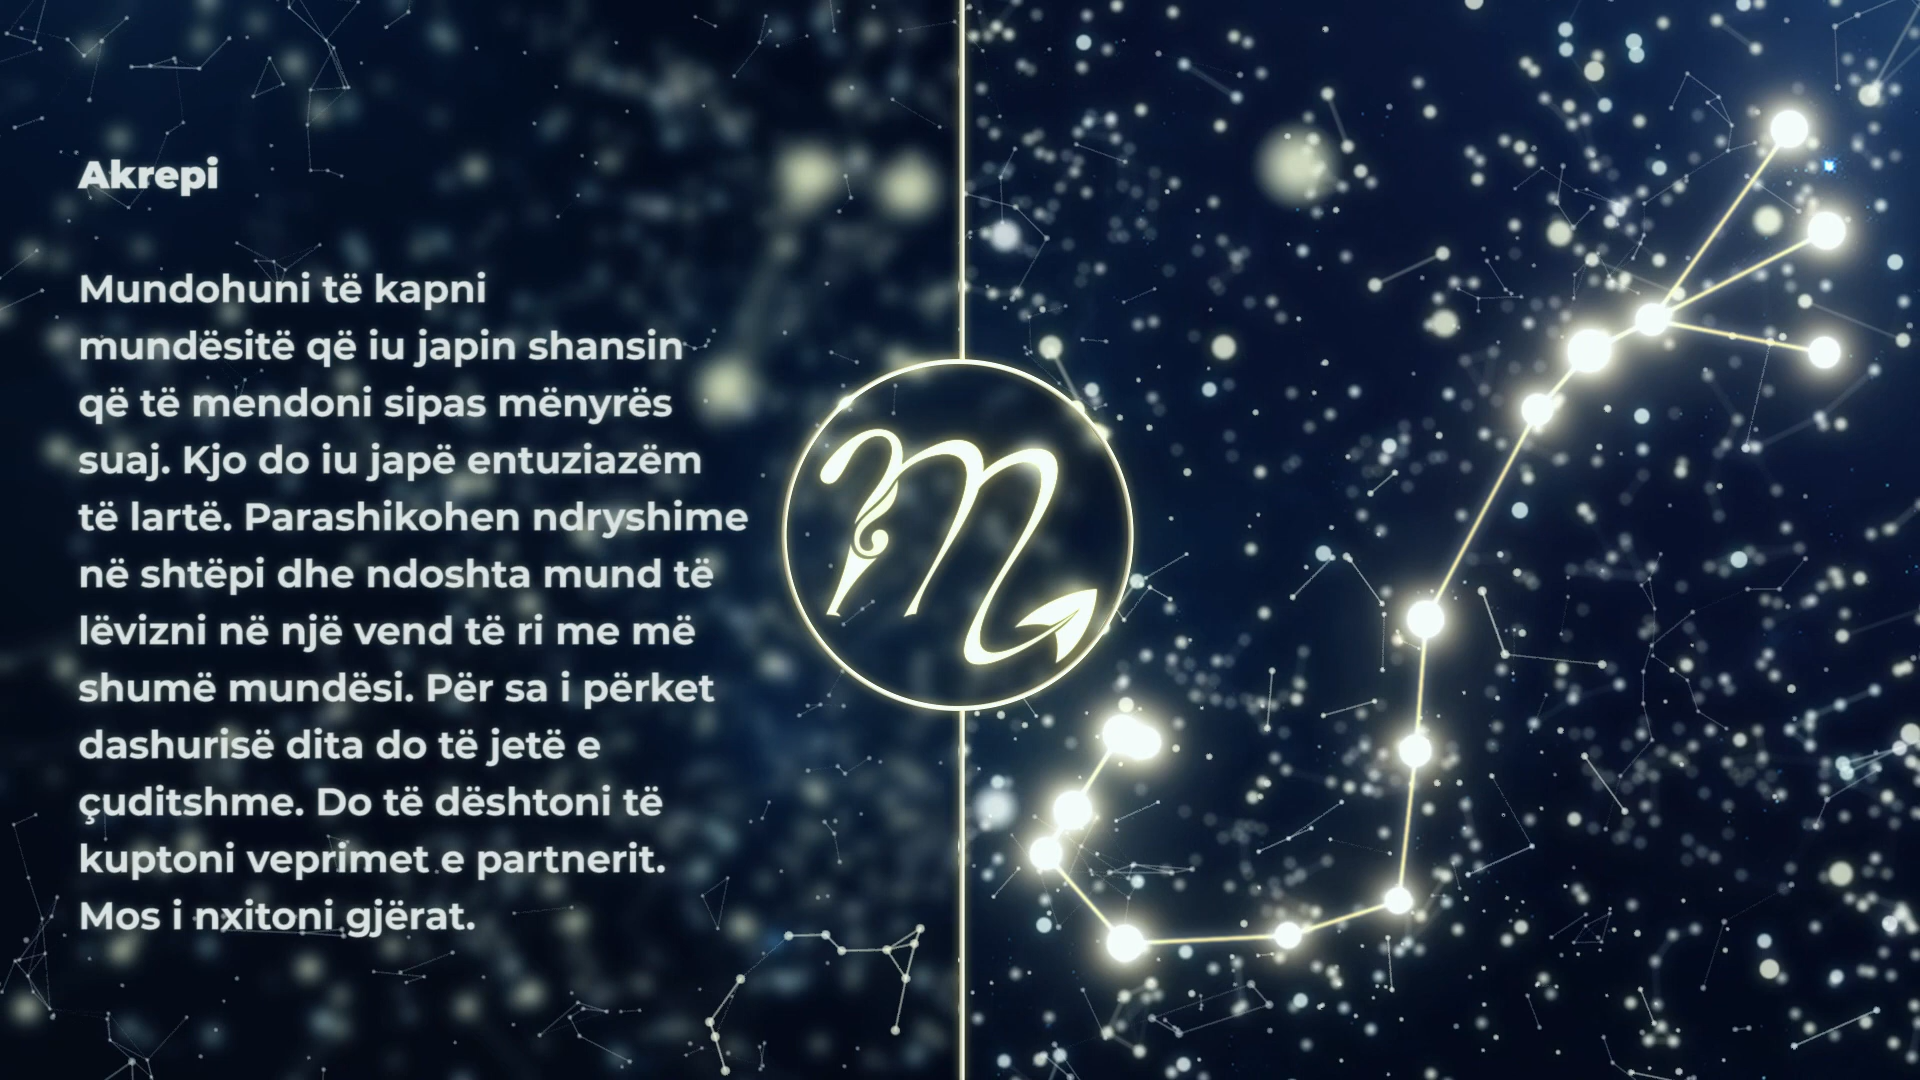 Akrepi
Mundohuni të kapni
mundësitë që iu japin shansin
që të mendoni sipas mënyrës
suaj. Kjo do iu japë entuziazëm
të lartë. Parashikohen ndryshime
në shtëpi dhe ndoshta mund të
lëvizni në një vend të ri me më
shumë mundësi. Për sa i përket
dashurisë dita do të jetë e
çuditshme. Do të dështoni të
kuptoni veprimet e partnerit.
Mos i nxitoni gjërat.